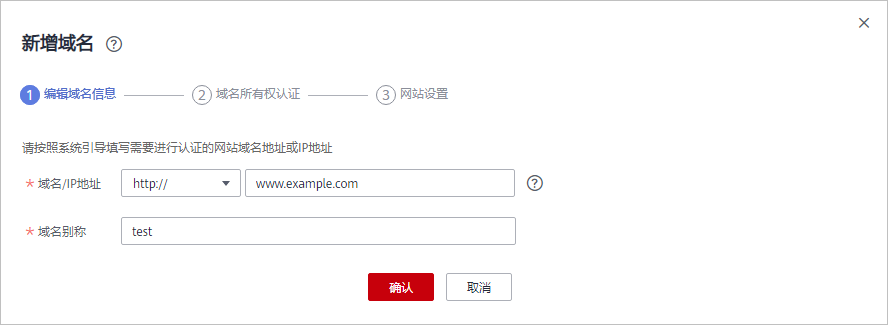 新增域名 ?
1 编辑域名信息 2 域名所有权认证 3 网站设置
请按照系统引导填写需要进行认证的网站域名地址或IP地址
* 域名/IP地址 http:// www.example.com ?
* 域名别称 test
确认 取消